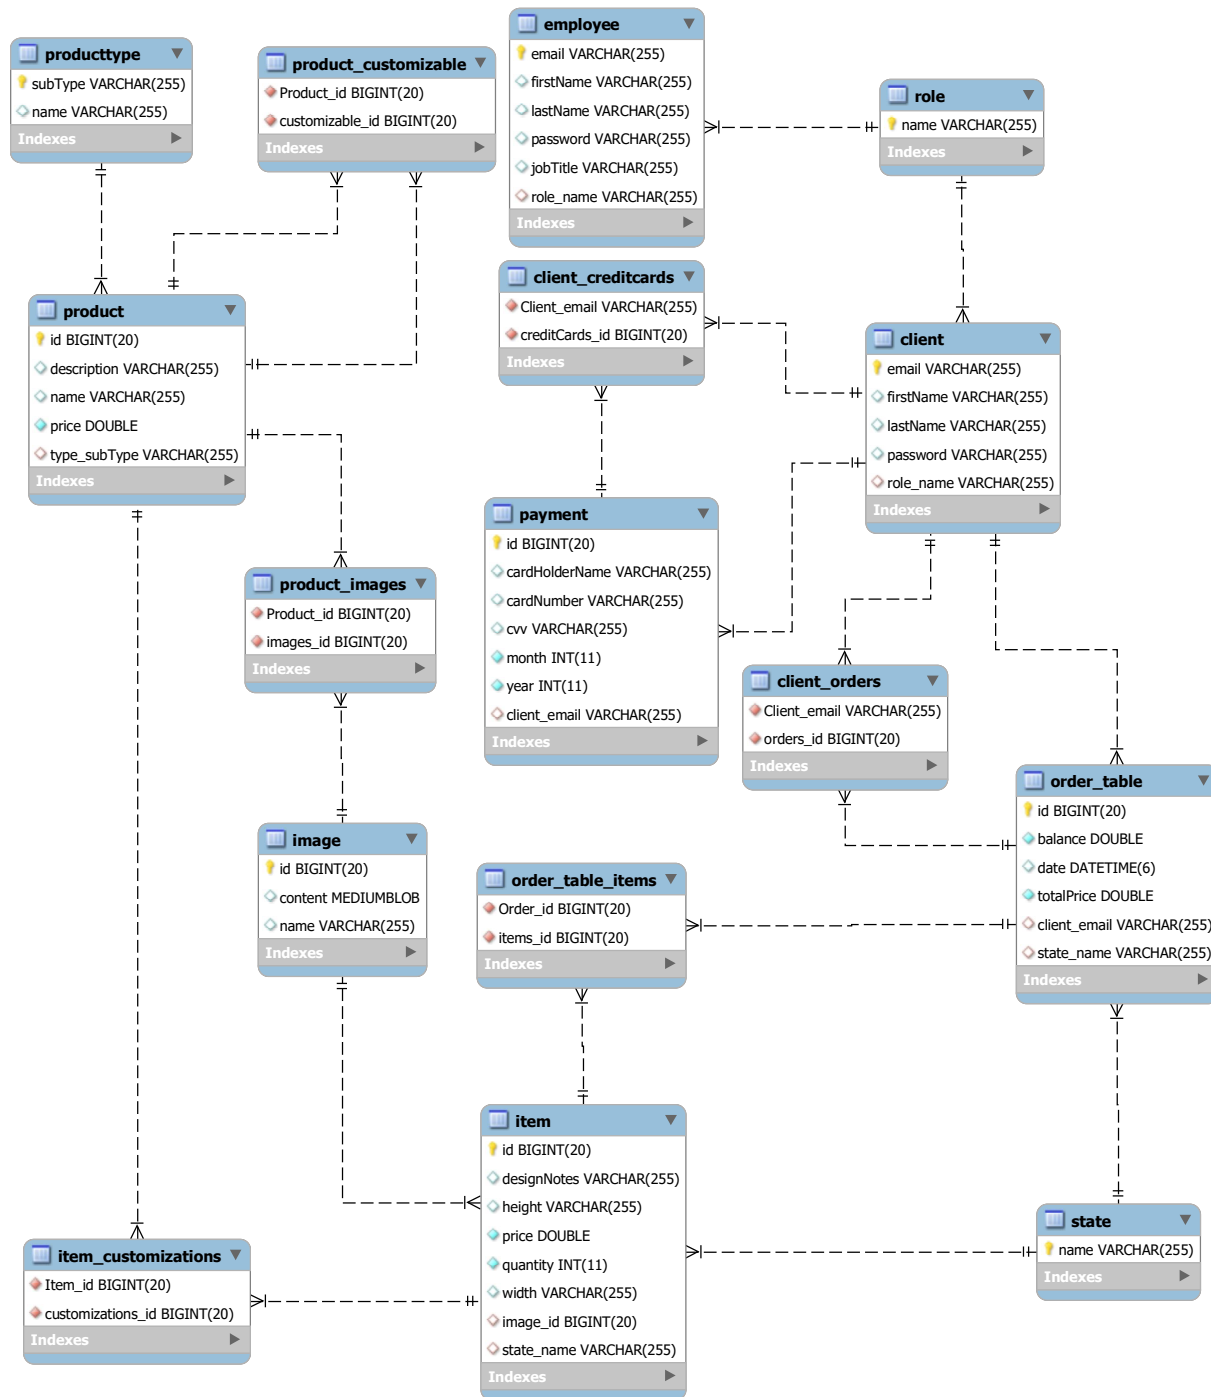 producttype
subType VARCHAR(255)
name VARCHAR(255)
Indexes
product_customizable
Product_id BIGINT(20)
customizable_id BIGINT(20)
Indexes
employee
email VARCHAR(255)
firstName VARCHAR(255)
lastName VARCHAR(255)
password VARCHAR(255)
jobTitle VARCHAR(255)
role_name VARCHAR(255)
Indexes
role
name VARCHAR(255)
Indexes
client_creditcards
Client_email VARCHAR(255)
creditCards_id BIGINT(20)
Indexes
product
id BIGINT(20)
description VARCHAR(255)
name VARCHAR(255)
price DOUBLE
type_subType VARCHAR(255)
Indexes
client
email VARCHAR(255)
firstName VARCHAR(255)
lastName VARCHAR(255)
password VARCHAR(255)
role_name VARCHAR(255)
Indexes
payment
id BIGINT(20)
cardHolderName VARCHAR(255)
cardNumber VARCHAR(255)
cvv VARCHAR(255)
month INT(11)
year INT(11)
client_email VARCHAR(255)
Indexes
product_images
Product_id BIGINT(20)
images_id BIGINT(20)
Indexes
client_orders
Client_email VARCHAR(255)
orders_id BIGINT(20)
Indexes
order_table
id BIGINT(20)
balance DOUBLE
date DATETIME(6)
totalPrice DOUBLE
client_email VARCHAR(255)
state_name VARCHAR(255)
Indexes
image
id BIGINT(20)
content MEDIUMBLOB
name VARCHAR(255)
Indexes
order_table_items
Order_id BIGINT(20)
items_id BIGINT(20)
Indexes
item
id BIGINT(20)
designNotes VARCHAR(255)
height VARCHAR(255)
price DOUBLE
quantity INT(11)
width VARCHAR(255)
image_id BIGINT(20)
state_name VARCHAR(255)
Indexes
state
name VARCHAR(255)
Indexes
item_customizations
Item_id BIGINT(20)
customizations_id BIGINT(20)
Indexes